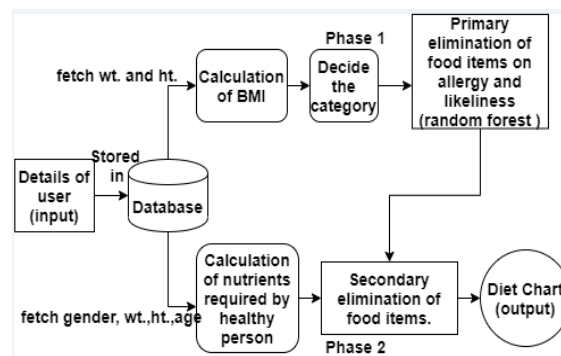 Phase 1
fetch wt. and ht.
Calculation
of BMI
Decide
the
category
Primary
elimination of
food items on
allergy and
likeliness
(random forest )
Details of
user
(input)
Stored
in
Database
fetch gender, wt.,ht.,age
Calculation
of nutrients
required by
healthy
person
Secondary
elimination of
food items.
Phase 2
Diet Chart
(output)